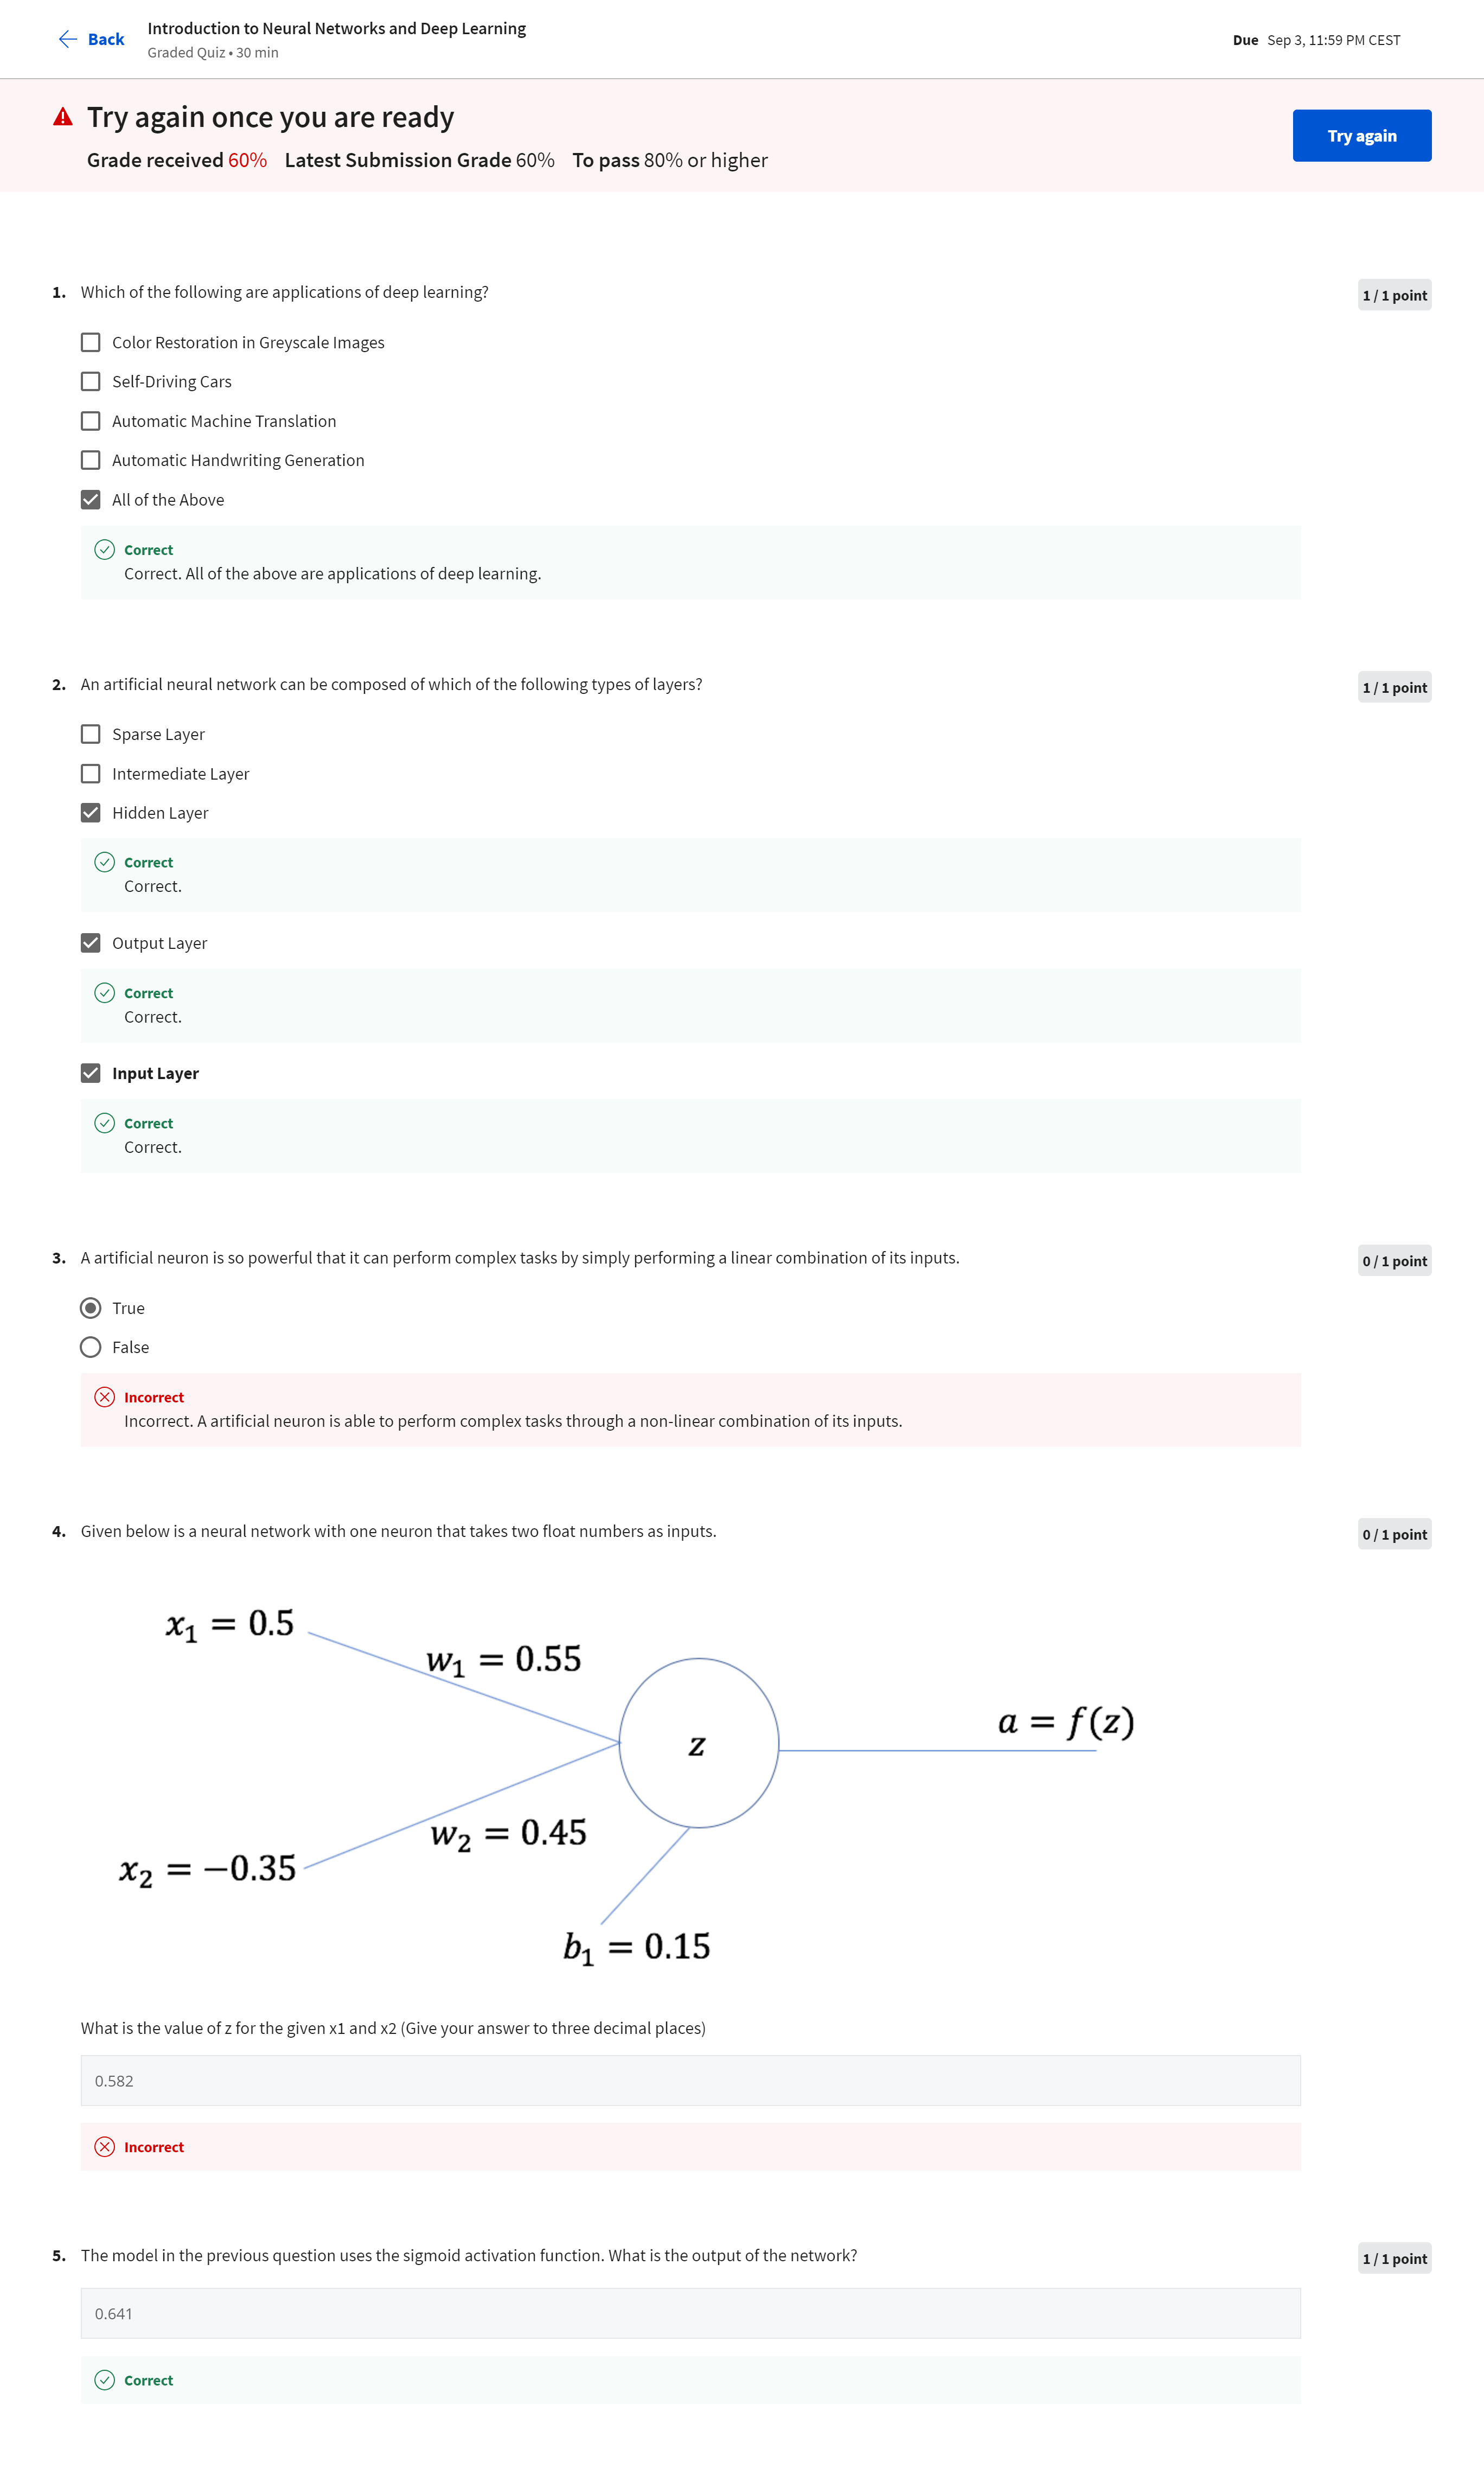 Back
Introduction to Neural Networks and Deep Learning
Graded Quiz • 30 min
Due Sep 3, 11:59 PM CEST
Try again once you are ready
Grade received 60% Latest Submission Grade 60% To pass 80% or higher
Try again
1. Which of the following are applications of deep learning?
1 / 1 point
Color Restoration in Greyscale Images
Self-Driving Cars
Automatic Machine Translation
Automatic Handwriting Generation
All of the Above
Correct
Correct. All of the above are applications of deep learning.
2. An artificial neural network can be composed of which of the following types of layers?
1 / 1 point
Sparse Layer
Intermediate Layer
Hidden Layer
Correct
Correct.
Output Layer
Correct
Correct.
Input Layer
Correct
Correct.
3. A artificial neuron is so powerful that it can perform complex tasks by simply performing a linear combination of its inputs.
0 / 1 point
True
False
Incorrect
Incorrect. A artificial neuron is able to perform complex tasks through a non-linear combination of its inputs.
4. Given below is a neural network with one neuron that takes two float numbers as inputs.
0 / 1 point
x₁ = 0.5
w₁ = 0.55
a = f(z)
z
w₂ = 0.45
x₂ = −0.35
b₁ = 0.15
What is the value of z for the given x1 and x2 (Give your answer to three decimal places)
0.582
Incorrect
5. The model in the previous question uses the sigmoid activation function. What is the output of the network?
1 / 1 point
0.641
Correct